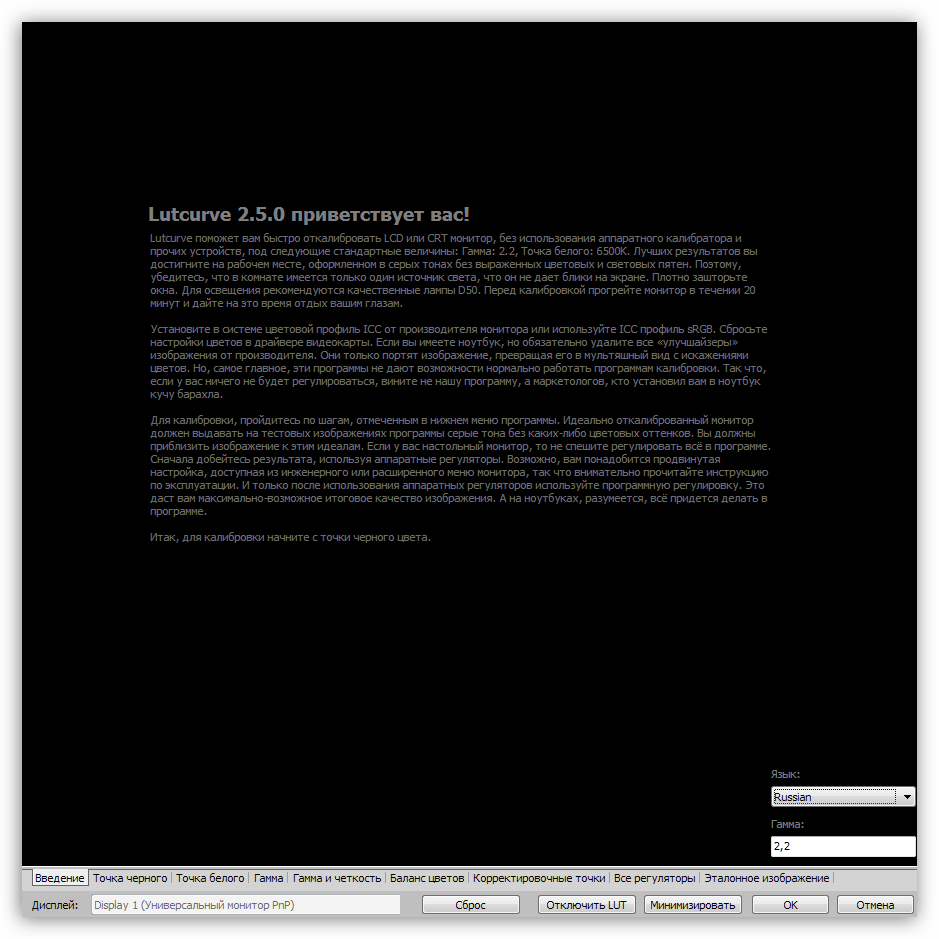 Lutcurve 2.5.0 приветствует вас!
Lutcurve поможет вам быстро откалибровать LCD или CRT монитор, без использования аппаратного калибратора и
прочих устройств, под следующие стандартные величины: Гамма: 2.2, Точка белого: 6500K. Лучших результатов вы
достигните на рабочем месте, оформленном в серых тонах без выраженных цветовых и световых пятен. Поэтому,
убедитесь, что в комнате имеется только один источник света, что он не дает блики на экране. Плотно зашторьте
окна. Для освещения рекомендуются качественные лампы D50. Перед калибровкой прогрейте монитор в течении 20
минут и дайте на это время отдых вашим глазам.
Установите в системе цветовой профиль ICC от производителя монитора или используйте ICC профиль sRGB. Сбросьте
настройки цветов в драйвере видеокарты. Если вы имеете ноутбук, но обязательно удалите все «улучшайзеры»
изображения от производителя. Они только портят изображение, превращая его в мультяшный вид с искажениями
цветов. Но, самое главное, эти программы не дают возможности нормально работать программам калибровки. Так что,
если у вас ничего не будет регулироваться, вините не нашу программу, а маркетологов, кто установил вам в ноутбук
кучу барахла.
Для калибровки, пройдитесь по шагам, отмеченным в нижнем меню программы. Идеально откалиброванный монитор
должен выдавать на тестовых изображениях программы серые тона без каких-либо цветовых оттенков. Вы должны
приблизить изображение к этим идеалам. Если у вас настольный монитор, то не спешите регулировать всё в программе.
Сначала добейтесь результата, используя аппаратные регуляторы. Возможно, вам понадобится продвинутая
настройка, доступная из инженерного или расширенного меню монитора, так что внимательно прочитайте инструкцию
по эксплуатации. И только после использования аппаратных регуляторов используйте программную регулировку. Это
даст вам максимально-возможное итоговое качество изображения. А на ноутбуках, разумеется, всё придется делать в
программе.
Итак, для калибровки начните с точки черного цвета.
Язык:
Russian
Гамма:
2,2
Введение Точка черного Точка белого Гамма Гамма и четкость Баланс цветов Корректировочные точки Все регуляторы Эталонное изображение
Дисплей: Display 1 (Универсальный монитор PnP) Сброс Отключить LUT Минимизировать OK Отмена